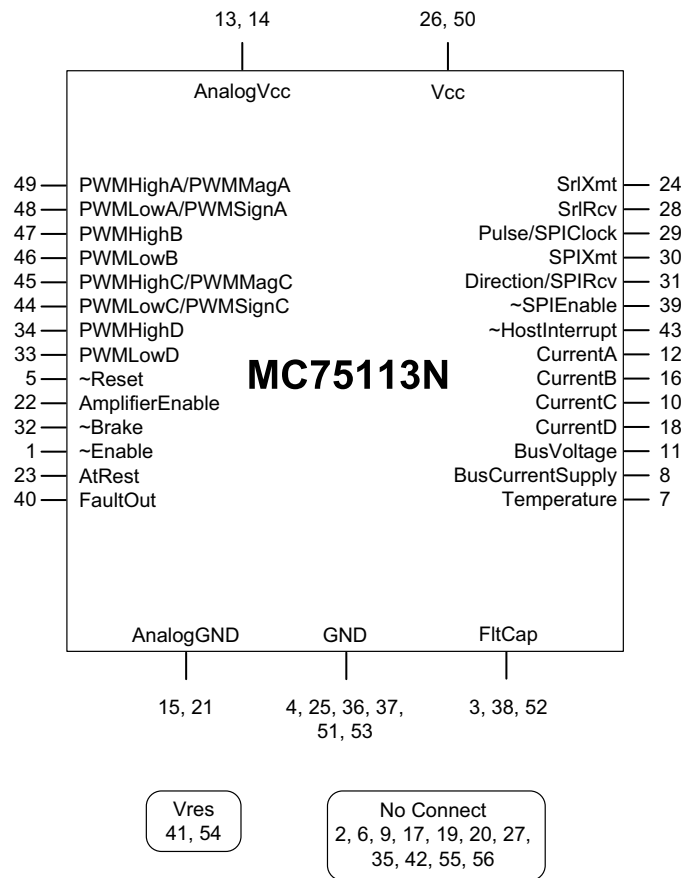 13, 14
26, 50
AnalogVcc
Vcc
49 PWMHighA/PWMMagA
48 PWMLowA/PWMSignA
47 PWMHighB
46 PWMLowB
45 PWMHighC/PWMMagC
44 PWMLowC/PWMSignC
34 PWMHighD
33 PWMLowD
5 ~Reset
22 AmplifierEnable
32 ~Brake
1 ~Enable
23 AtRest
40 FaultOut
MC75113N
SrlXmt 24
SrlRcv 28
Pulse/SPIClock 29
SPIXmt 30
Direction/SPIRcv 31
~SPIEnable 39
~HostInterrupt 43
CurrentA 12
CurrentB 16
CurrentC 10
CurrentD 18
BusVoltage 11
BusCurrentSupply 8
Temperature 7
AnalogGND
GND
FltCap
15, 21
4, 25, 36, 37,
51, 53
3, 38, 52
Vres
41, 54
No Connect
2, 6, 9, 17, 19, 20, 27,
35, 42, 55, 56